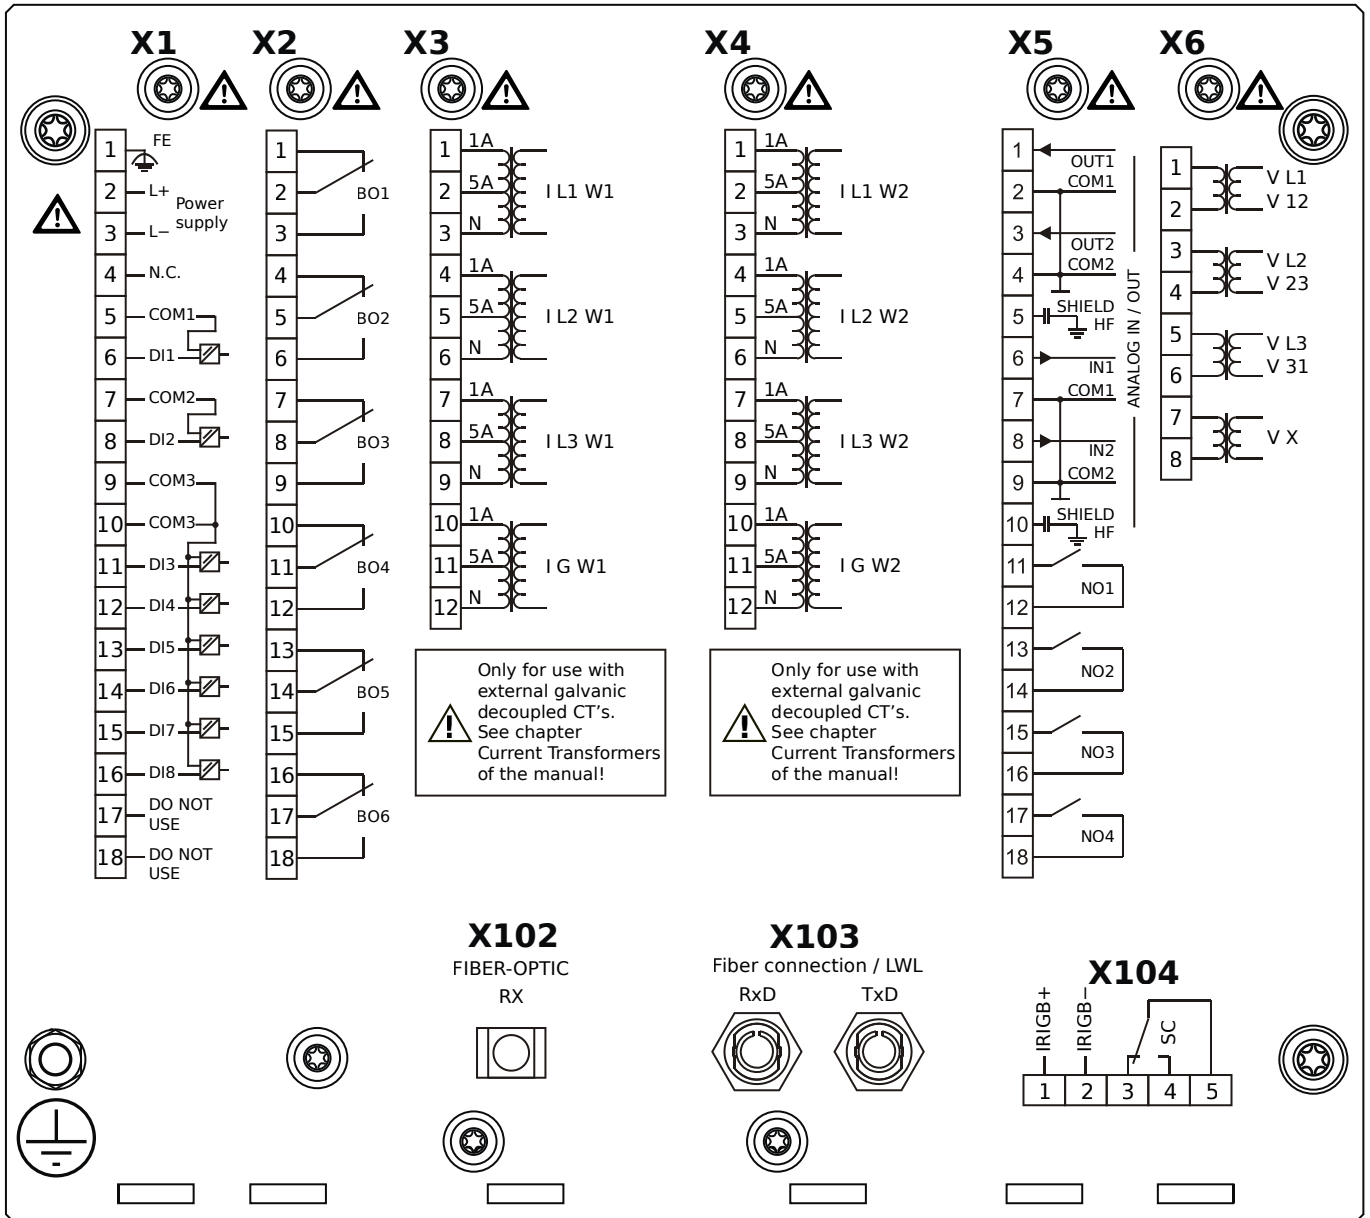 X1
X2
X3
X4
X5
X6
1
FE
2
L+
Power
supply
3
L−
4
N.C.
5
COM1
6
DI1
7
COM2
8
DI2
9
COM3
10
COM3
11
DI3
12
DI4
13
DI5
14
DI6
15
DI7
16
DI8
17
DO NOT
USE
18
DO NOT
USE
1
2
BO1
3
4
5
BO2
6
7
8
BO3
9
10
11
BO4
12
13
14
BO5
15
16
17
BO6
18
1
1A
2
5A
I L1 W1
3
N
4
1A
5
5A
I L2 W1
6
N
7
1A
8
5A
I L3 W1
9
N
10
1A
11
5A
I G W1
12
N
Only for use with
external galvanic
decoupled CT's.
See chapter
Current Transformers
of the manual!
1
1A
2
5A
I L1 W2
3
N
4
1A
5
5A
I L2 W2
6
N
7
1A
8
5A
I L3 W2
9
N
10
1A
11
5A
I G W2
12
N
Only for use with
external galvanic
decoupled CT's.
See chapter
Current Transformers
of the manual!
1
OUT1
2
COM1
3
OUT2
4
COM2
5
SHIELD
HF
6
IN1
7
COM1
8
IN2
9
COM2
10
SHIELD
HF
ANALOG IN / OUT
11
NO1
12
13
NO2
14
15
NO3
16
17
NO4
18
1
V L1
2
V 12
3
V L2
4
V 23
5
V L3
6
V 31
7
V X
8
X102
FIBER-OPTIC
RX
X103
Fiber connection / LWL
RxD
TxD
X104
IRIGB+
IRIGB−
SC
1
2
3
4
5